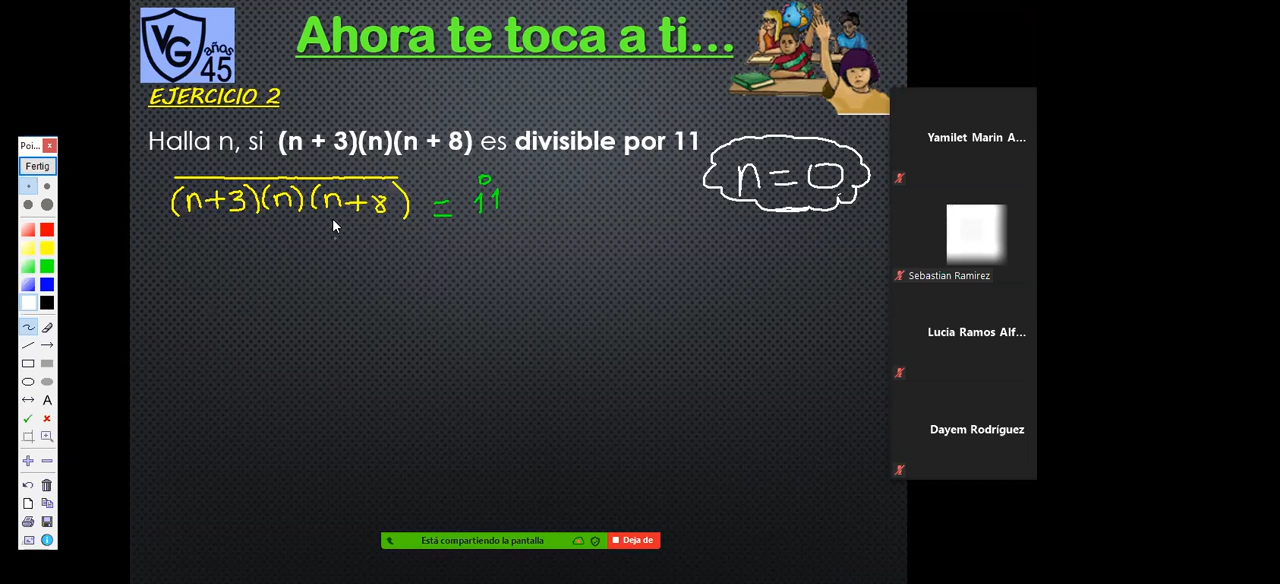 VG
años
45
Ahora te toca a ti...
EJERCICIO 2
Halla n, si (n + 3)(n)(n + 8) es divisible por 11
n = 0
(n+3)(n)(n+8) = 11
Poi...
Fertig
A
Yamilet Marin A...
Sebastian Ramirez
Lucia Ramos Alf...
Dayem Rodríguez
Está compartiendo la pantalla
Deja de